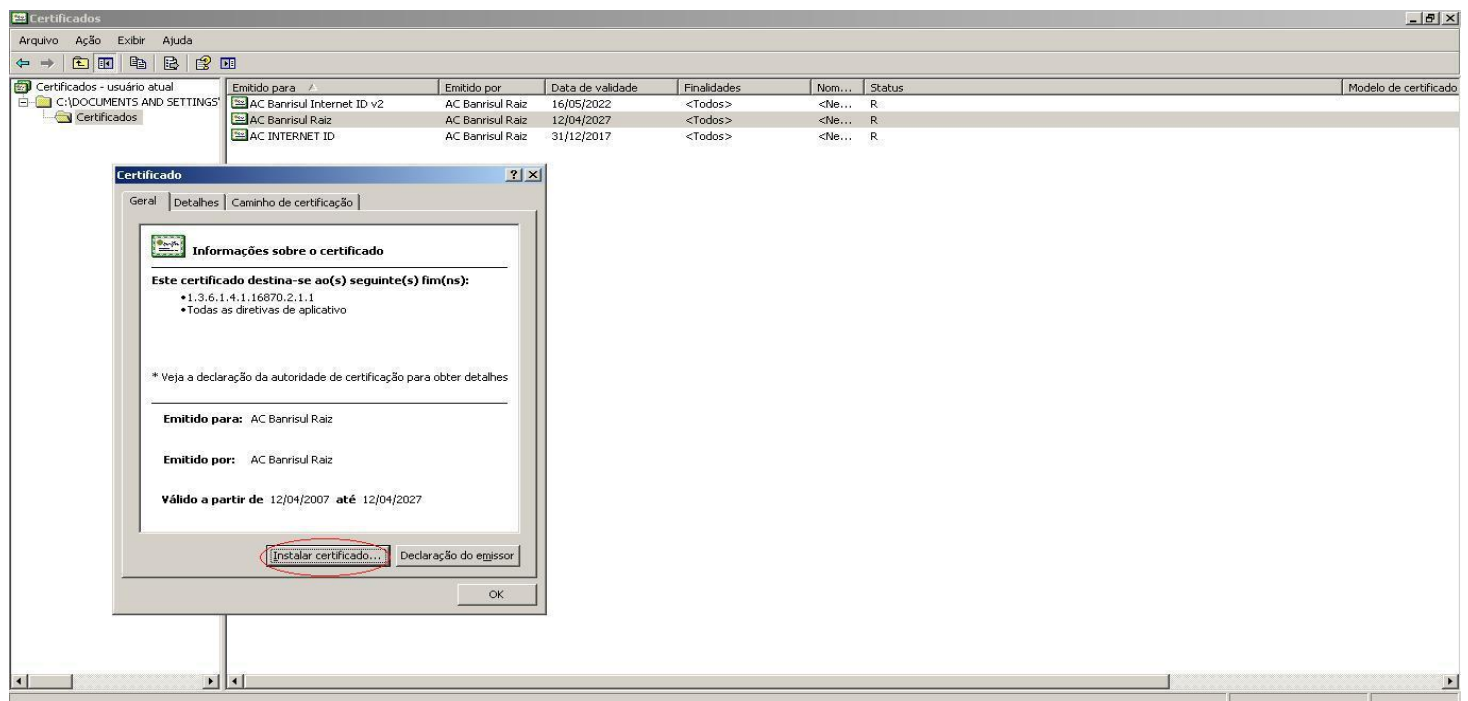 Certificados
Arquivo Ação Exibir Ajuda
Certificados - usuário atual
C:\DOCUMENTS AND SETTINGS'
Certificados
Emitido para Emitido por Data de validade Finalidades Nom... Status Modelo de certificado
AC Banrisul Internet ID v2 AC Banrisul Raiz 16/05/2022 <Todos> <Ne... R
AC Banrisul Raiz AC Banrisul Raiz 12/04/2027 <Todos> <Ne... R
AC INTERNET ID AC Banrisul Raiz 31/12/2017 <Todos> <Ne... R
Certificado
Geral Detalhes Caminho de certificação
Informações sobre o certificado
Este certificado destina-se ao(s) seguinte(s) fim(ns):
•1.3.6.1.4.1.16870.2.1.1
•Todas as diretivas de aplicativo
* Veja a declaração da autoridade de certificação para obter detalhes
Emitido para: AC Banrisul Raiz
Emitido por: AC Banrisul Raiz
Válido a partir de 12/04/2007 até 12/04/2027
Instalar certificado... Declaração do emissor
OK